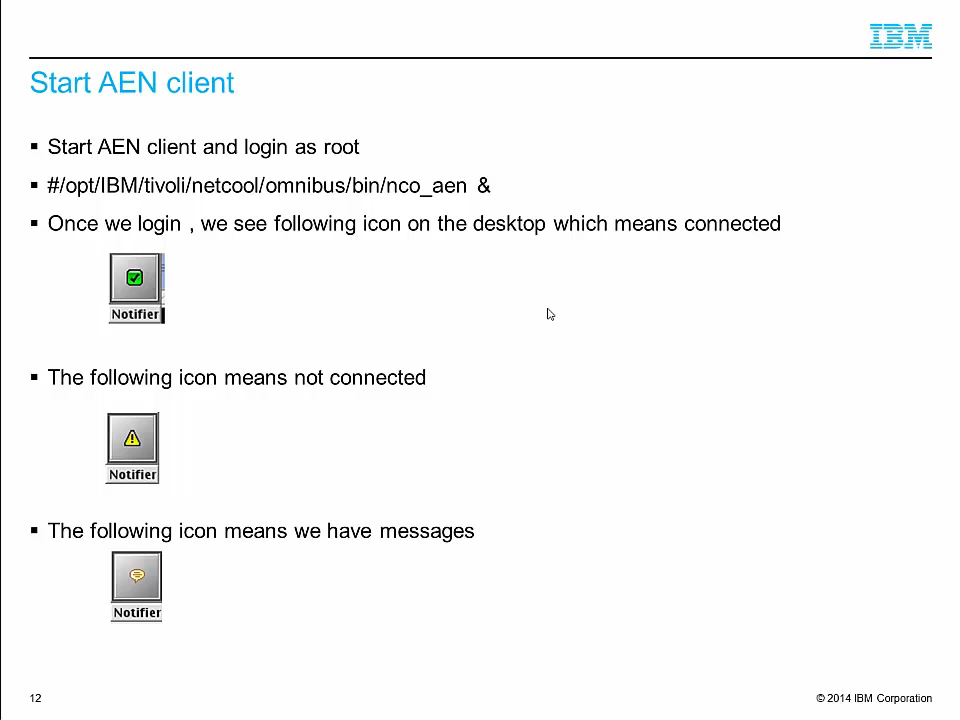 IBM
Start AEN client
▪ Start AEN client and login as root
▪ #/opt/IBM/tivoli/netcool/omnibus/bin/nco_aen &
▪ Once we login , we see following icon on the desktop which means connected
Notifier
▪ The following icon means not connected
Notifier
▪ The following icon means we have messages
Notifier
12
© 2014 IBM Corporation